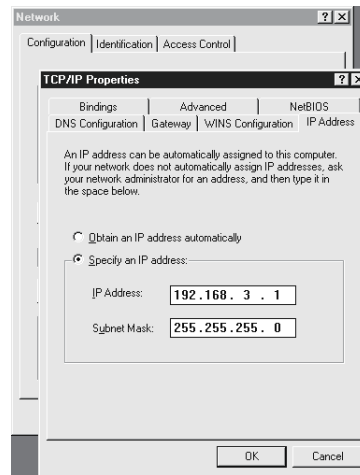 Network
Configuration Identification Access Control
TCP/IP Properties
Bindings Advanced NetBIOS
DNS Configuration Gateway WINS Configuration IP Address
An IP address can be automatically assigned to this computer.
If your network does not automatically assign IP addresses, ask
your network administrator for an address, and then type it in
the space below.
Obtain an IP address automatically
Specify an IP address:
IP Address: 192.168. 3 . 1
Subnet Mask: 255.255.255. 0
OK Cancel